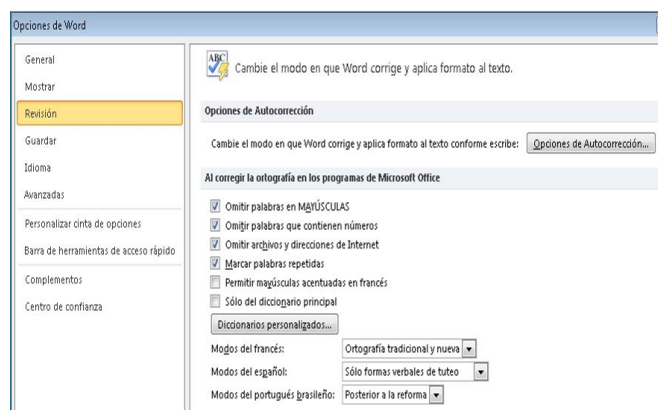 Opciones de Word
General
Mostrar
Revisión
Guardar
Idioma
Avanzadas
Personalizar cinta de opciones
Barra de herramientas de acceso rápido
Complementos
Centro de confianza
ABC
Cambie el modo en que Word corrige y aplica formato al texto.
Opciones de Autocorrección
Cambie el modo en que Word corrige y aplica formato al texto conforme escribe: Opciones de Autocorrección...
Al corregir la ortografía en los programas de Microsoft Office
Omitir palabras en MAYÚSCULAS
Omitir palabras que contienen números
Omitir archivos y direcciones de Internet
Marcar palabras repetidas
Permitir mayúsculas acentuadas en francés
Sólo del diccionario principal
Diccionarios personalizados...
Modos del francés: Ortografía tradicional y nueva
Modos del español: Sólo formas verbales de tuteo
Modos del portugués brasileño: Posterior a la reforma